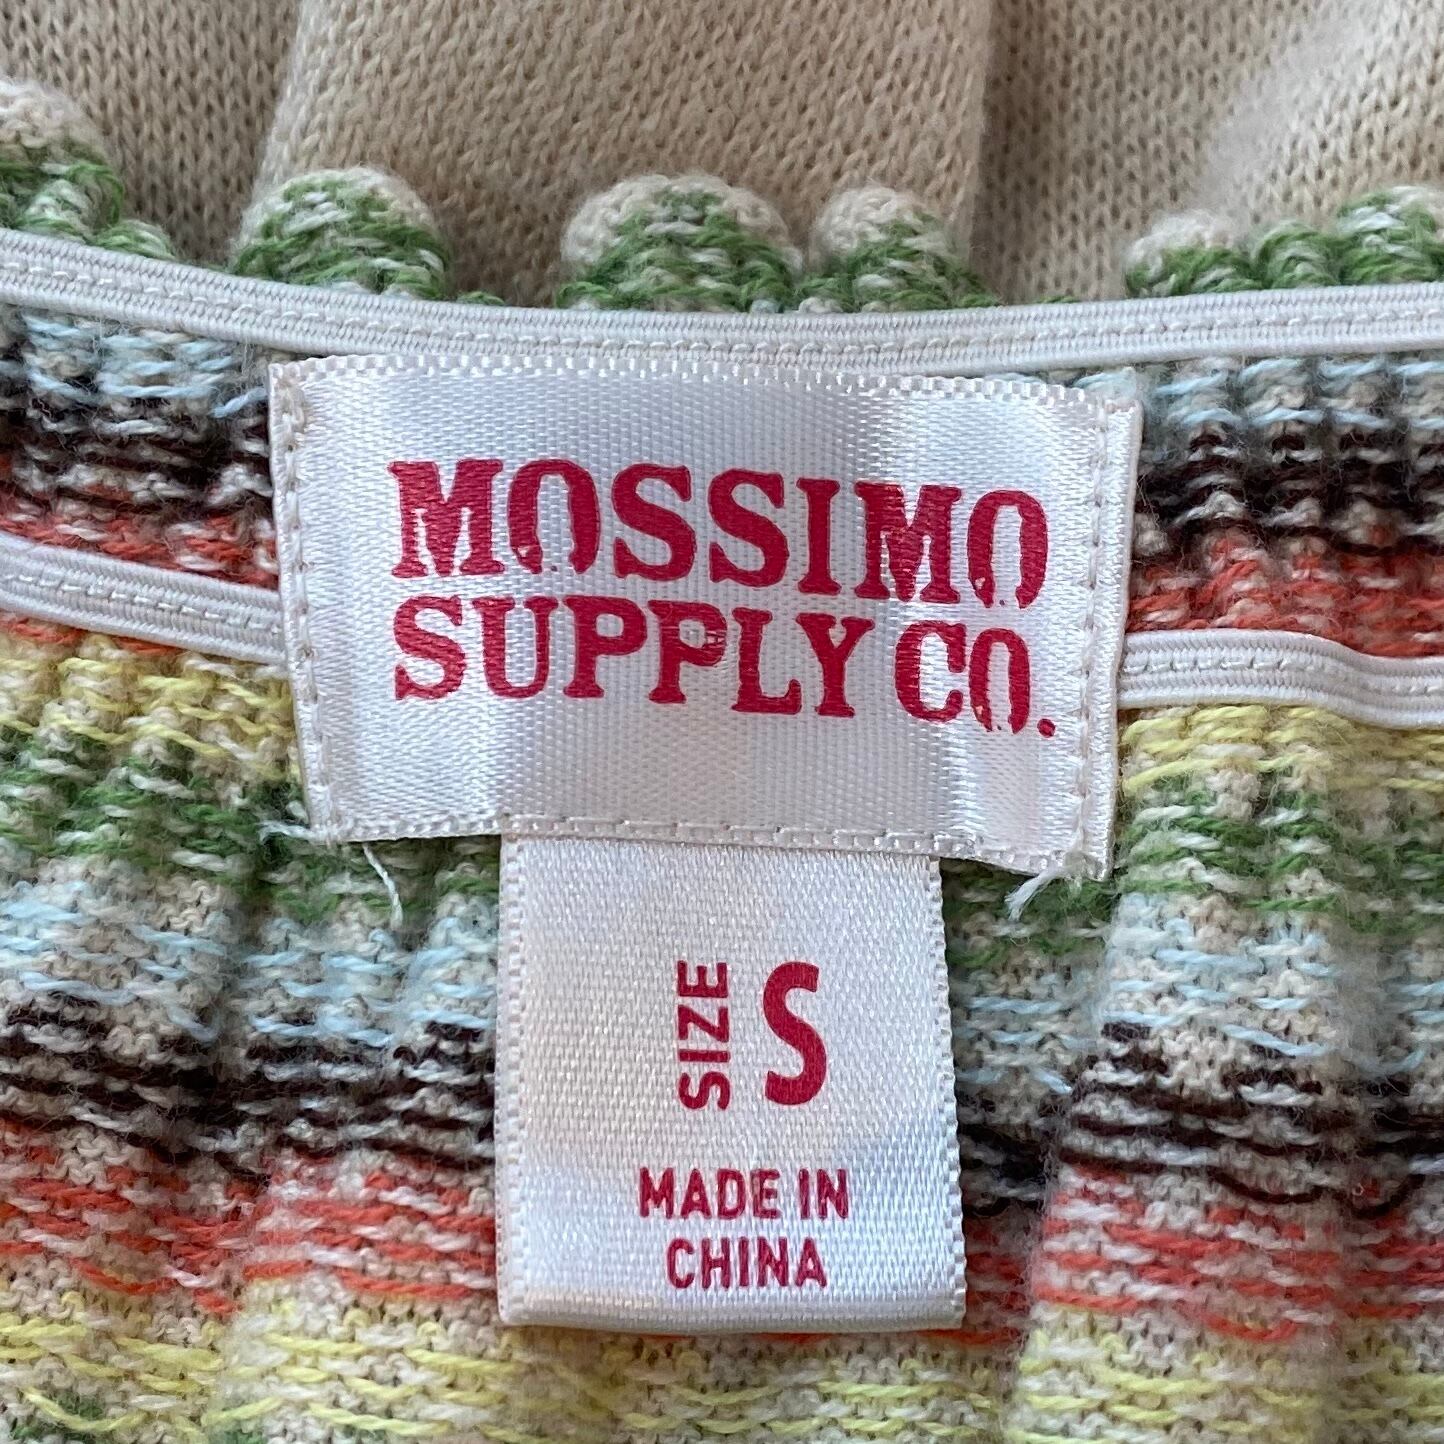 MOSSIMO
SUPPLY CO.
SIZE S
MADE IN
CHINA